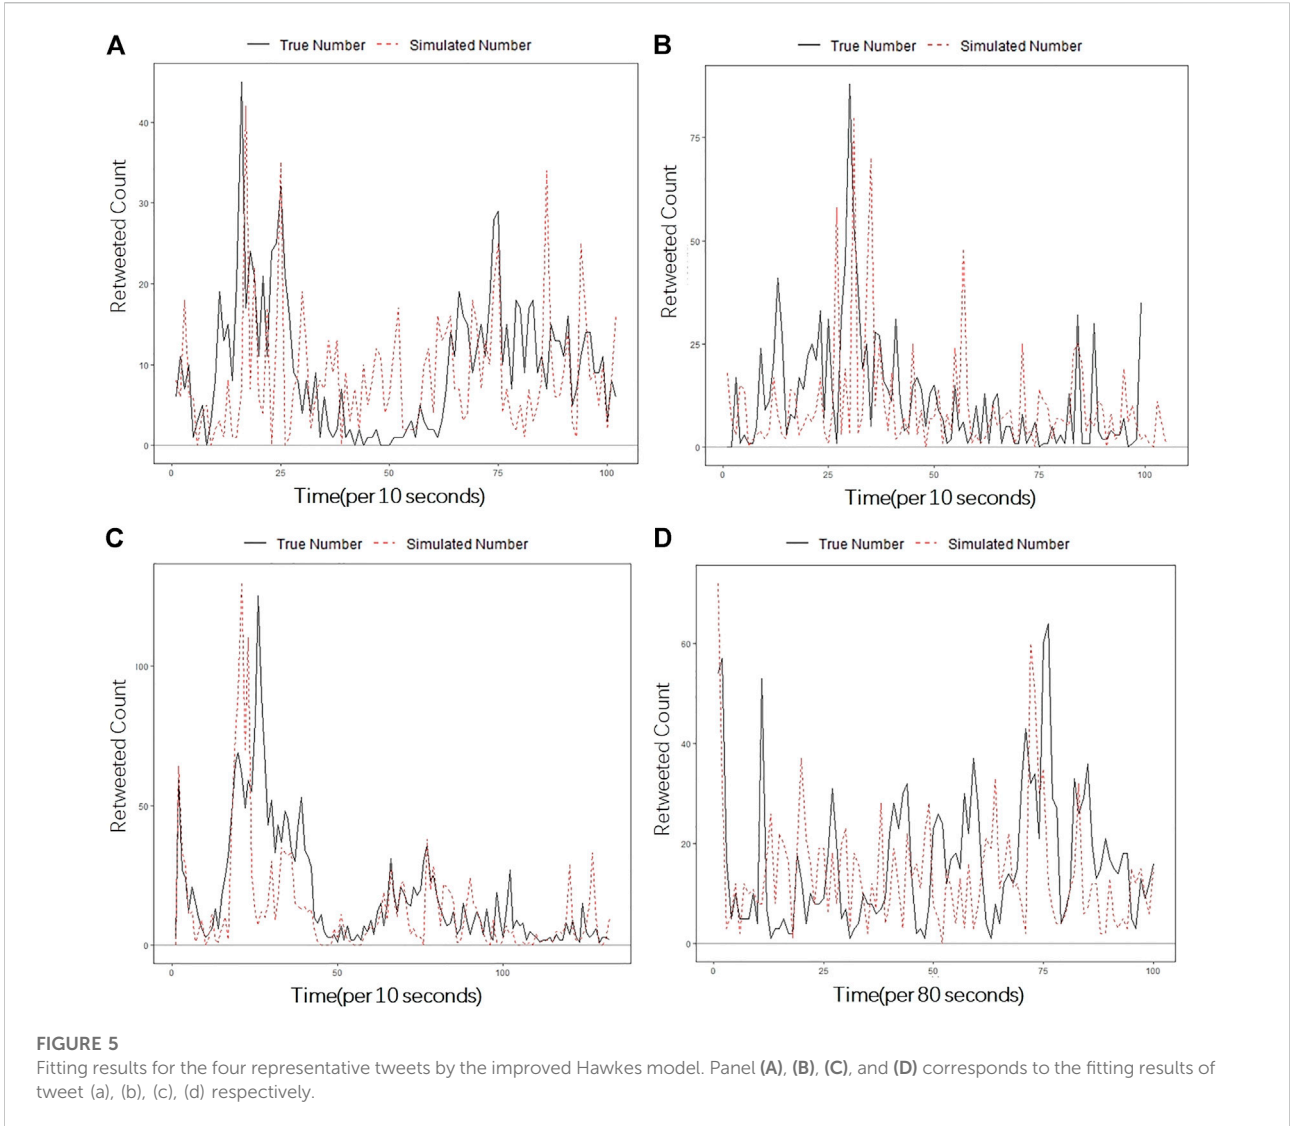 A
True Number Simulated Number
Retweeted Count
40
30
20
10
0
0 25 50 75 100
Time(per 10 seconds)
B
True Number Simulated Number
Retweeted Count
75
50
25
0
0 25 50 75 100
Time(per 10 seconds)
C
True Number Simulated Number
Retweeted Count
100
50
0
0 50 100
Time(per 10 seconds)
D
True Number Simulated Number
Retweeted Count
60
40
20
0
0 25 50 75 100
Time(per 80 seconds)
FIGURE 5
Fitting results for the four representative tweets by the improved Hawkes model. Panel (A), (B), (C), and (D) corresponds to the fitting results of
tweet (a), (b), (c), (d) respectively.